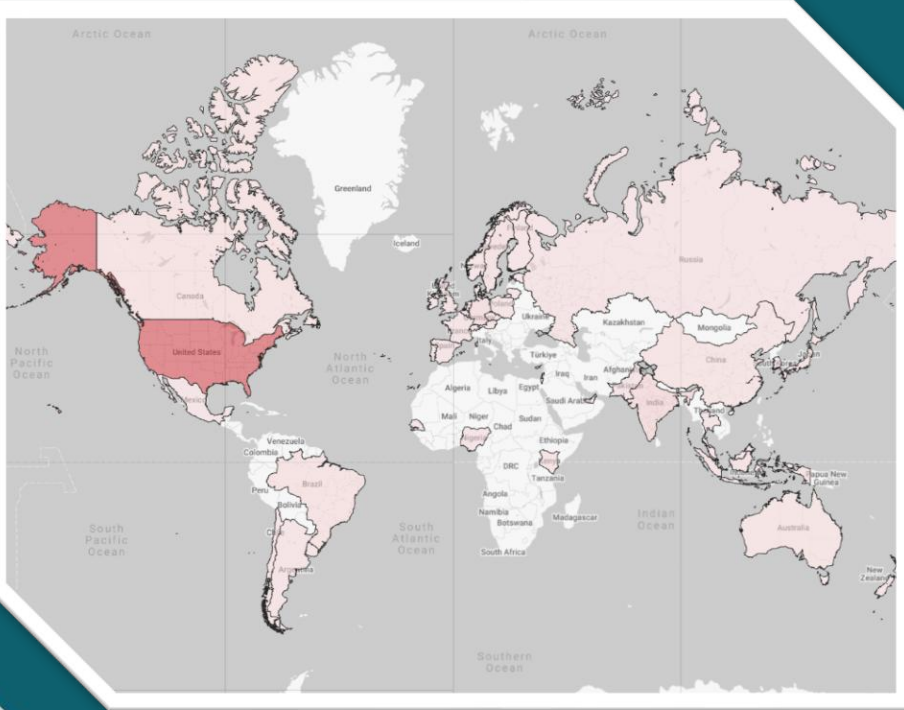 Arctic Ocean
Arctic Ocean
Greenland
Iceland
Russia
Canada
Ukraine
Kazakhstan
Mongolia
North
Pacific
Ocean
United States
North
Atlantic
Ocean
Italy
Türkiye
China
Japan
Iraq
Iran
Algeria
Libya
Egypt
Mexico
Saudi
India
Mali
Niger
Sudan
Chad
Thailand
Venezuela
Colombia
Ethiopia
DRC
Tanzania
Papua New
Guinea
Peru
Brazil
Bolivia
Angola
Namibia
Botswana
Madagascar
Indian
Ocean
South
Pacific
Ocean
South
Atlantic
Ocean
Australia
South Africa
Argentina
New
Zealand
Southern
Ocean